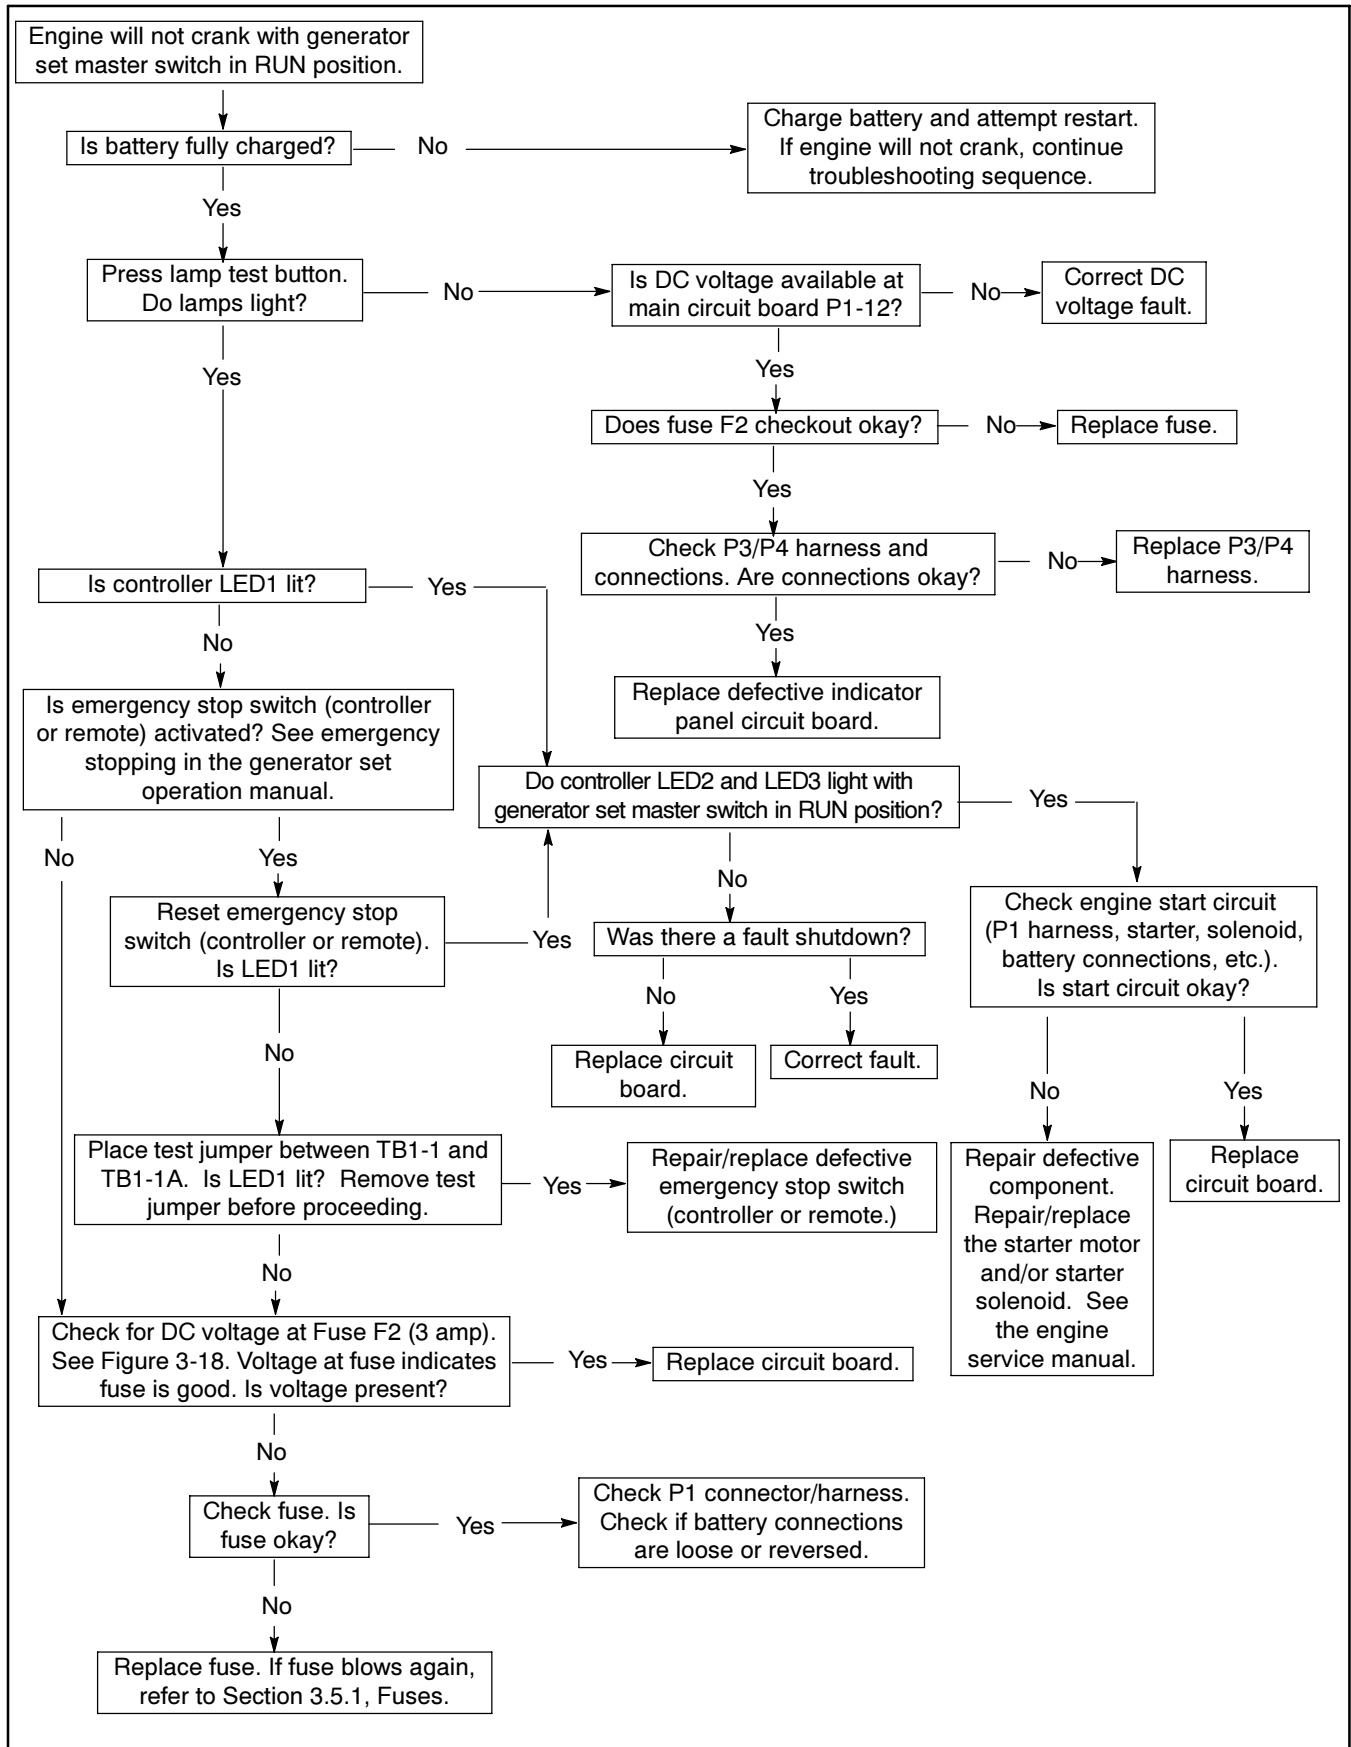 Engine will not crank with generator
set master switch in RUN position.
Is battery fully charged?
No
Charge battery and attempt restart.
If engine will not crank, continue
troubleshooting sequence.
Yes
Press lamp test button.
Do lamps light?
No
Is DC voltage available at
main circuit board P1-12?
No
Correct DC
voltage fault.
Yes
Yes
Does fuse F2 checkout okay?
No
Replace fuse.
Yes
Check P3/P4 harness and
connections. Are connections okay?
No
Replace P3/P4
harness.
Is controller LED1 lit?
Yes
No
Yes
Replace defective indicator
panel circuit board.
Is emergency stop switch (controller
or remote) activated? See emergency
stopping in the generator set
operation manual.
Do controller LED2 and LED3 light with
generator set master switch in RUN position?
Yes
No
Yes
No
Reset emergency stop
switch (controller or remote).
Is LED1 lit?
Yes
Was there a fault shutdown?
Check engine start circuit
(P1 harness, starter, solenoid,
battery connections, etc.).
Is start circuit okay?
No
No
Yes
Replace circuit
board.
Correct fault.
No
Yes
Place test jumper between TB1-1 and
TB1-1A.  Is LED1 lit?  Remove test
jumper before proceeding.
Yes
Repair/replace defective
emergency stop switch
(controller or remote.)
Repair defective
component.
Repair/replace
the starter motor
and/or starter
solenoid.  See
the engine
service manual.
Replace
circuit board.
No
Check for DC voltage at Fuse F2 (3 amp).
See Figure 3-18. Voltage at fuse indicates
fuse is good. Is voltage present?
Yes
Replace circuit board.
No
Check fuse. Is
fuse okay?
Yes
Check P1 connector/harness.
Check if battery connections
are loose or reversed.
No
Replace fuse. If fuse blows again,
refer to Section 3.5.1, Fuses.